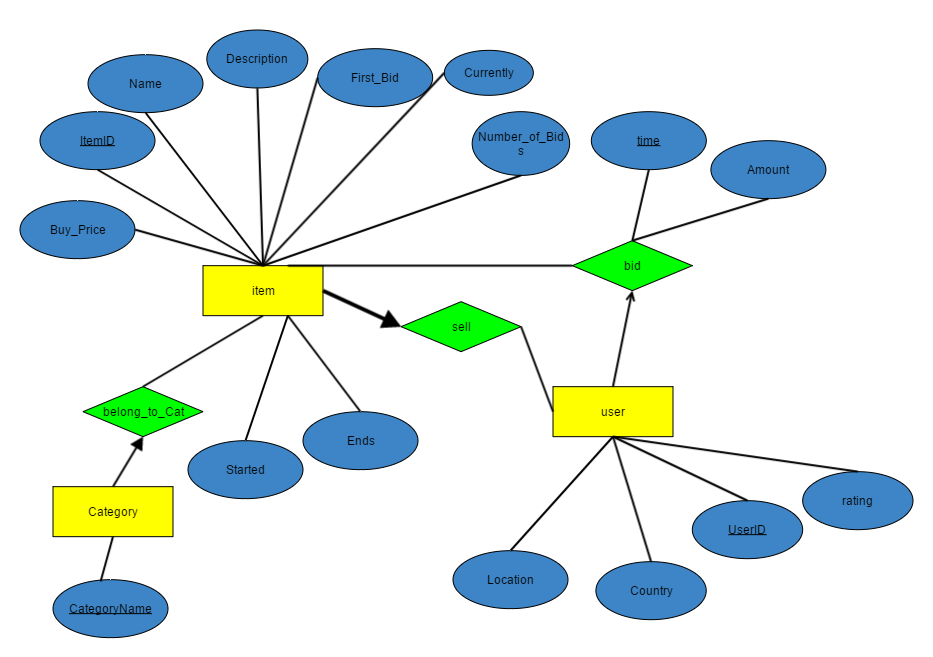 Description
First_Bid
Currently
Name
Number_of_Bid
s
ItemID
time
Amount
Buy_Price
bid
item
sell
belong_to_Cat
user
Ends
Started
rating
Category
UserID
Location
Country
CategoryName